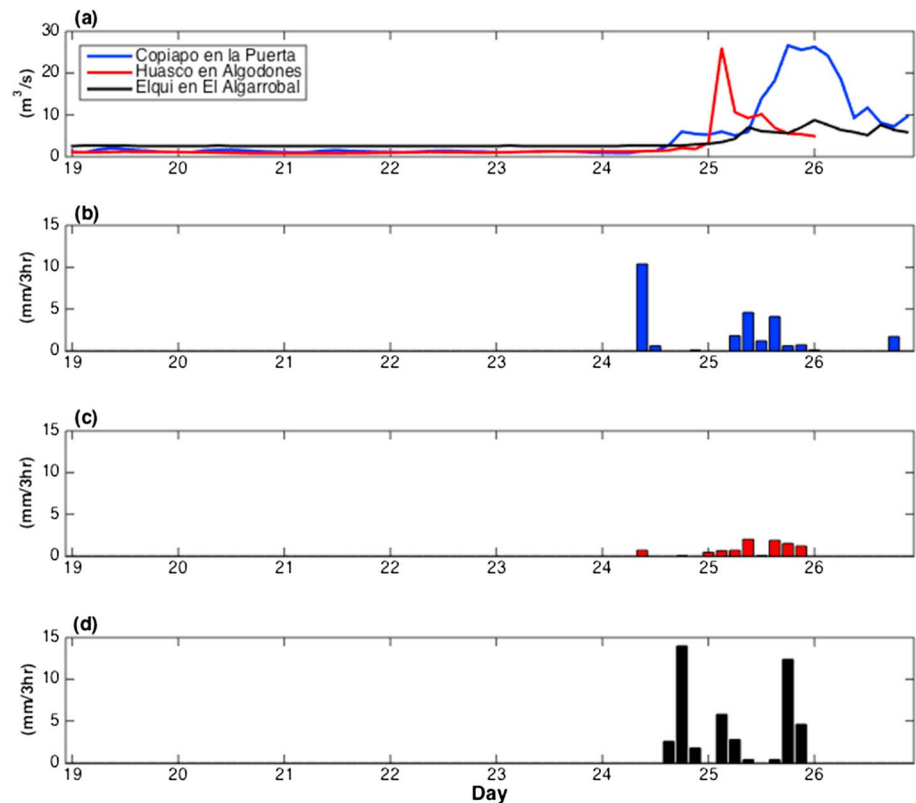 (a)
30
20
10
0
(m³/s)
Copiapo en la Puerta
Huasco en Algodones
Elqui en El Algarrobal
19 20 21 22 23 24 25 26
(b)
15
10
5
0
(mm/3hr)
19 20 21 22 23 24 25 26
(c)
15
10
5
0
(mm/3hr)
19 20 21 22 23 24 25 26
(d)
15
10
5
0
(mm/3hr)
19 20 21 22 23 24 25 26
Day